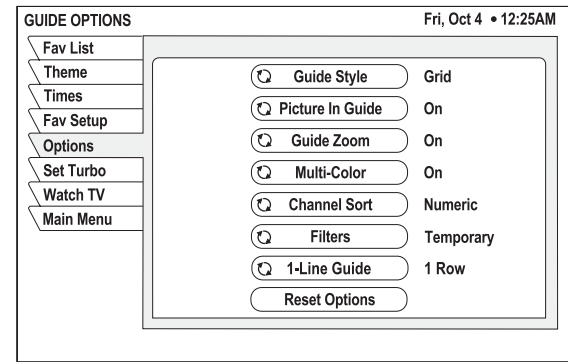 GUIDE OPTIONS
Fri, Oct 4 • 12:25AM
Fav List
Theme
Times
Fav Setup
Options
Set Turbo
Watch TV
Main Menu
Guide Style Grid
Picture In Guide On
Guide Zoom On
Multi-Color On
Channel Sort Numeric
Filters Temporary
1-Line Guide 1 Row
Reset Options